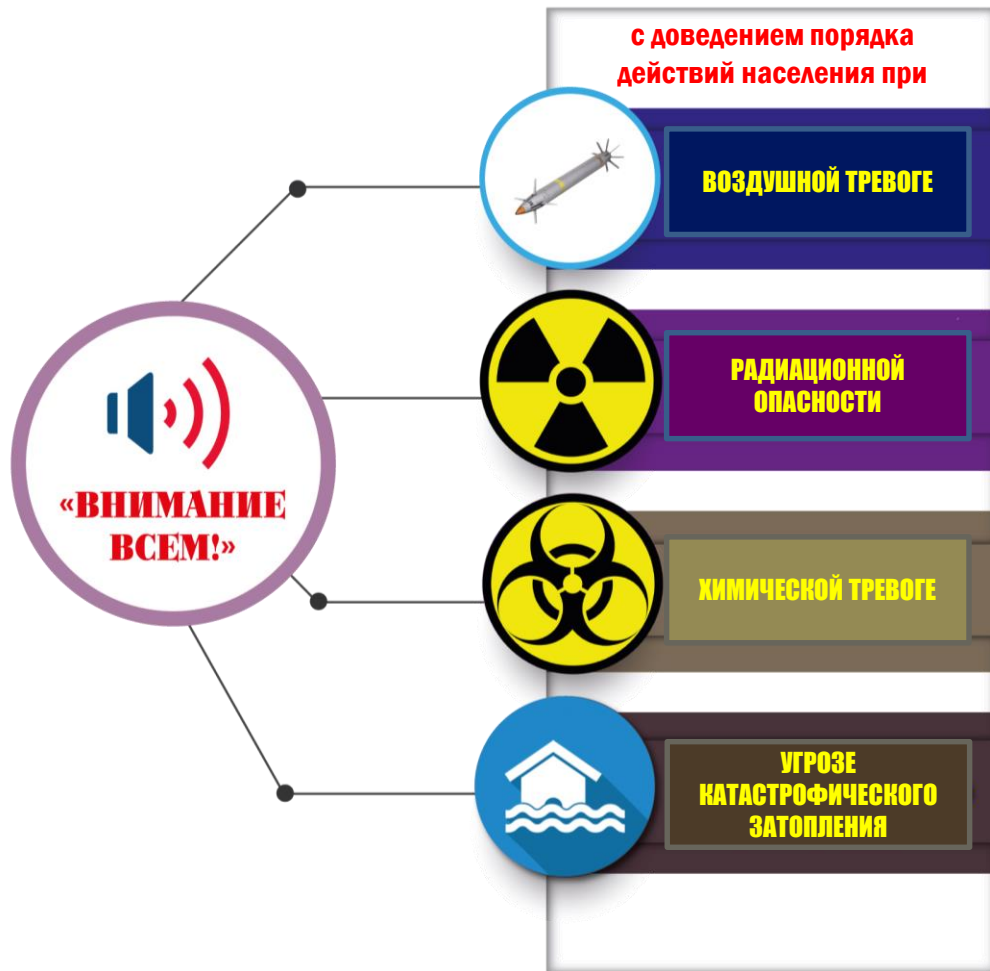 с доведением порядка
действий населения при
ВОЗДУШНОЙ ТРЕВОГЕ
РАДИАЦИОННОЙ
ОПАСНОСТИ
«ВНИМАНИЕ
ВСЕМ!»
ХИМИЧЕСКОЙ ТРЕВОГЕ
УГРОЗЕ
КАТАСТРОФИЧЕСКОГО
ЗАТОПЛЕНИЯ